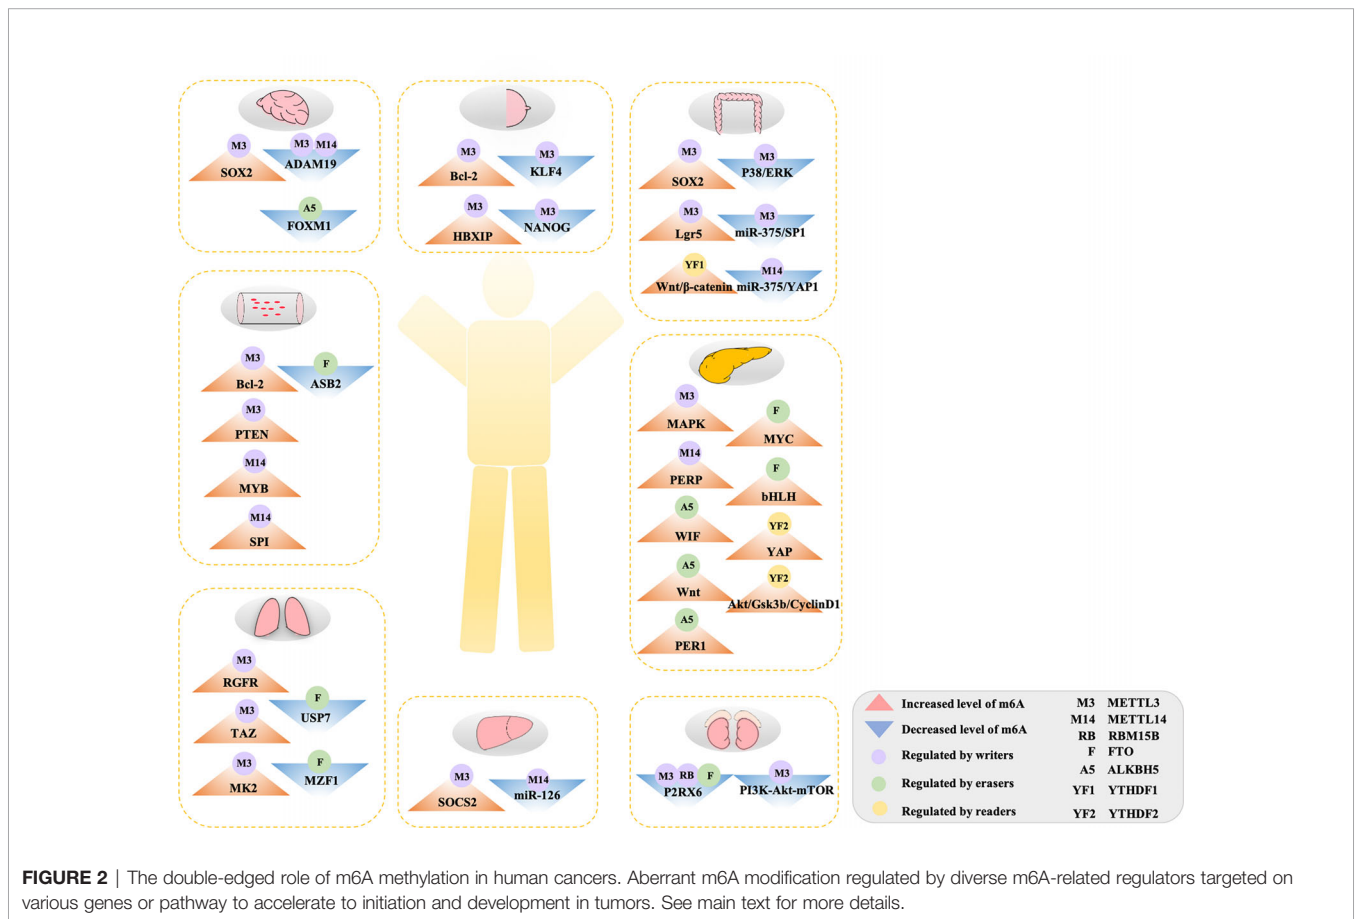 M3
SOX2
M3 M14
ADAM19
A5
FOXM1
M3
Bcl-2
M3
KLF4
M3
HBXIP
M3
NANOG
M3
SOX2
M3
P38/ERK
M3
Lgr5
M3
miR-375/SP1
YF1
Wnt/β-catenin
M14
miR-375/YAP1
M3
Bcl-2
F
ASB2
M3
PTEN
M14
MYB
M14
SPI
M3
MAPK
F
MYC
M14
PERP
F
bHLH
A5
WIF
YF2
YAP
A5
Wnt
YF2
Akt/Gsk3b/CyclinD1
A5
PER1
M3
RGFR
F
USP7
M3
TAZ
M3
MK2
F
MZF1
M3
SOCS2
M14
miR-126
M3 RB F
P2RX6
M3
PI3K-Akt-mTOR
Increased level of m6A
Decreased level of m6A
Regulated by writers
Regulated by erasers
Regulated by readers
M3 METTL3
M14 METTL14
RB RBM15B
F FTO
A5 ALKBH5
YF1 YTHDF1
YF2 YTHDF2
FIGURE 2 | The double-edged role of m6A methylation in human cancers. Aberrant m6A modification regulated by diverse m6A-related regulators targeted on
various genes or pathway to accelerate to initiation and development in tumors. See main text for more details.